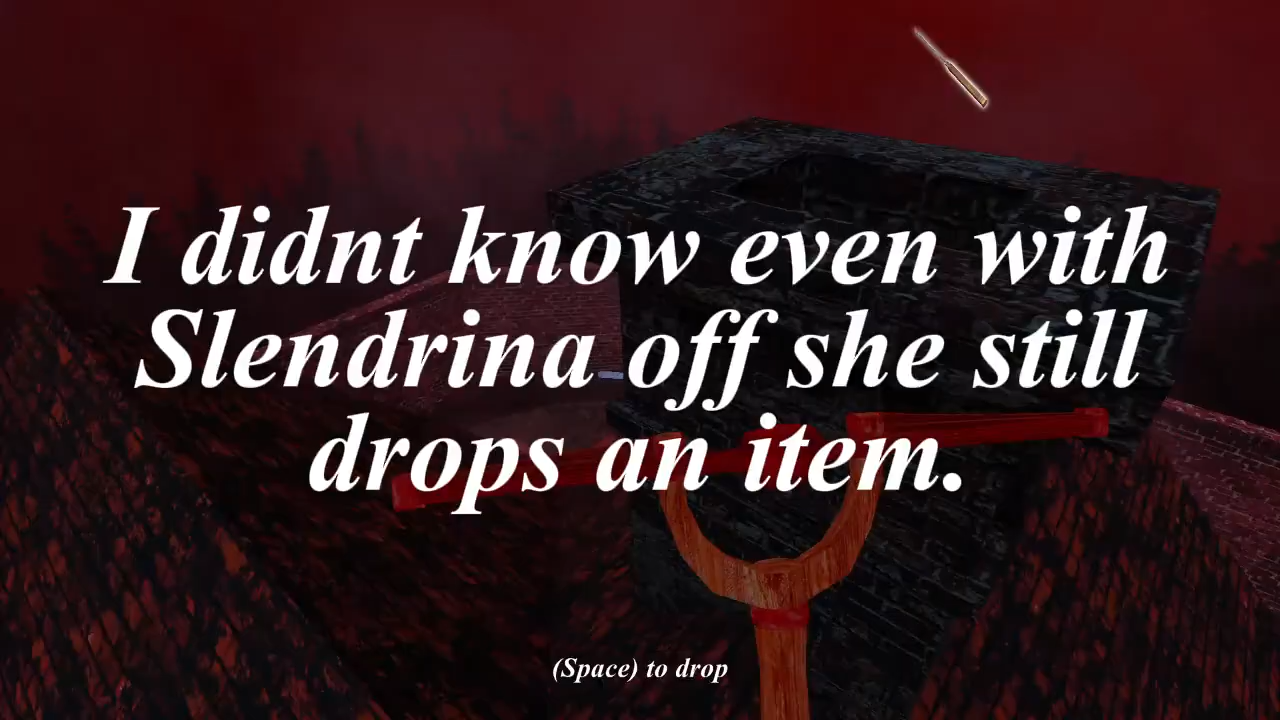 I didnt know even with
Slendrina off she still
drops an item.
(Space) to drop